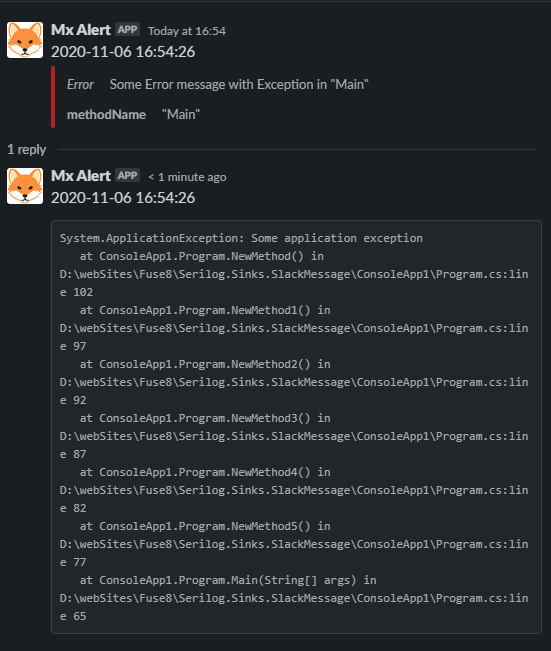 Mx Alert APP Today at 16:54
2020-11-06 16:54:26
Error Some Error message with Exception in "Main"
methodName "Main"
1 reply
Mx Alert APP < 1 minute ago
2020-11-06 16:54:26
System.ApplicationException: Some application exception
at ConsoleApp1.Program.NewMethod() in
D:\webSites\Fuse8\Serilog.Sinks.SlackMessage\ConsoleApp1\Program.cs:lin
e 102
at ConsoleApp1.Program.NewMethod1() in
D:\webSites\Fuse8\Serilog.Sinks.SlackMessage\ConsoleApp1\Program.cs:lin
e 97
at ConsoleApp1.Program.NewMethod2() in
D:\webSites\Fuse8\Serilog.Sinks.SlackMessage\ConsoleApp1\Program.cs:lin
e 92
at ConsoleApp1.Program.NewMethod3() in
D:\webSites\Fuse8\Serilog.Sinks.SlackMessage\ConsoleApp1\Program.cs:lin
e 87
at ConsoleApp1.Program.NewMethod4() in
D:\webSites\Fuse8\Serilog.Sinks.SlackMessage\ConsoleApp1\Program.cs:lin
e 82
at ConsoleApp1.Program.NewMethod5() in
D:\webSites\Fuse8\Serilog.Sinks.SlackMessage\ConsoleApp1\Program.cs:lin
e 77
at ConsoleApp1.Program.Main(String[] args) in
D:\webSites\Fuse8\Serilog.Sinks.SlackMessage\ConsoleApp1\Program.cs:lin
e 65